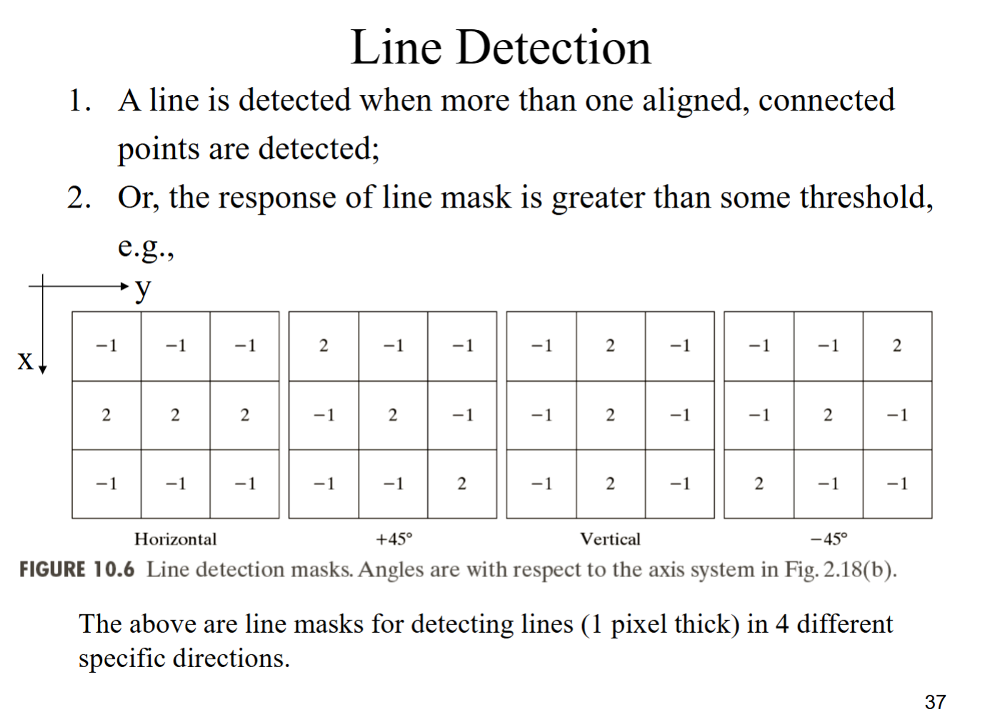 Line Detection
1. A line is detected when more than one aligned, connected
points are detected;
2. Or, the response of line mask is greater than some threshold,
e.g.,
y
x
−1 −1 −1 2 −1 −1 −1 2 −1 −1 −1 2
2 2 2 −1 2 −1 −1 2 −1 −1 2 −1
−1 −1 −1 −1 −1 2 −1 2 −1 2 −1 −1
Horizontal +45° Vertical −45°
FIGURE 10.6 Line detection masks. Angles are with respect to the axis system in Fig. 2.18(b).
The above are line masks for detecting lines (1 pixel thick) in 4 different
specific directions.
37